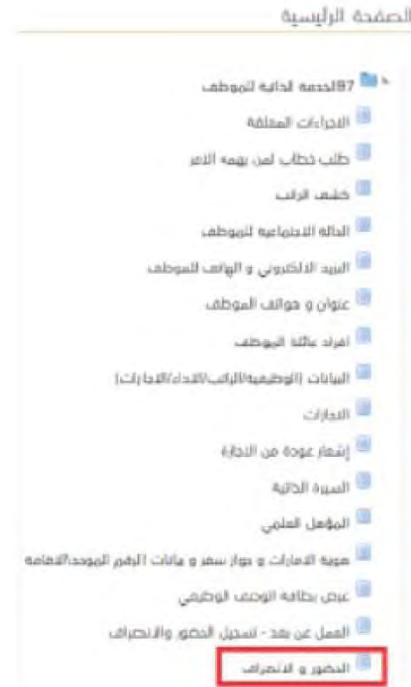 الصفحة الرئيسية
97الخدمة الذاتية للموظف
الاجراءات المعلقة
طلب خطاب لمن يهمه الامر
كشف الراتب
الحالة الاجتماعية للموظف
البريد الالكتروني و الهاتف للموظف
عنوان و هواتف الموظف
افراد عائلة الموظف
البيانات (الوظيفية/الراتب/الاداء/الاجازات)
الاجازات
إشعار عودة من الاجازة
السيرة الذاتية
المؤهل العلمي
هوية الامارات و جواز سفر و بيانات الرقم الموحد/الاقامة
عرض بطاقة الوصف الوظيفي
العمل عن بعد - تسجيل الحضور والانصراف
الحضور و الانصراف